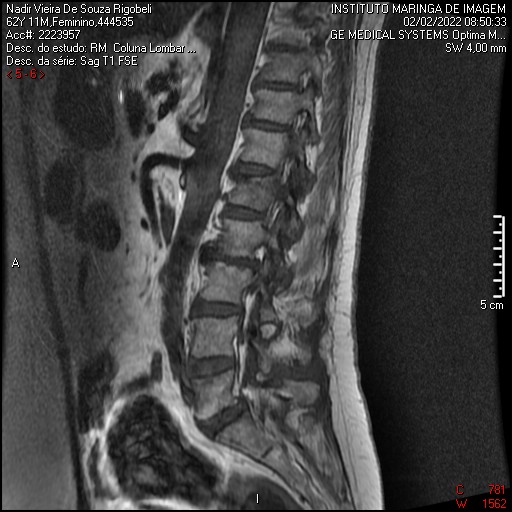 Nadir Vieira De Souza Rigobeli
62Y 11M,Feminino,444535
Acc#: 2223957
Desc. do estudo: RM Coluna Lombar ...
Desc. da série: Sag T1 FSE
< 5 - 6 >
INSTITUTO MARINGA DE IMAGEM
02/02/2022 08:50:33
GE MEDICAL SYSTEMS Optima M...
SW 4,00 mm
A
5 cm
I
C 781
W 1562